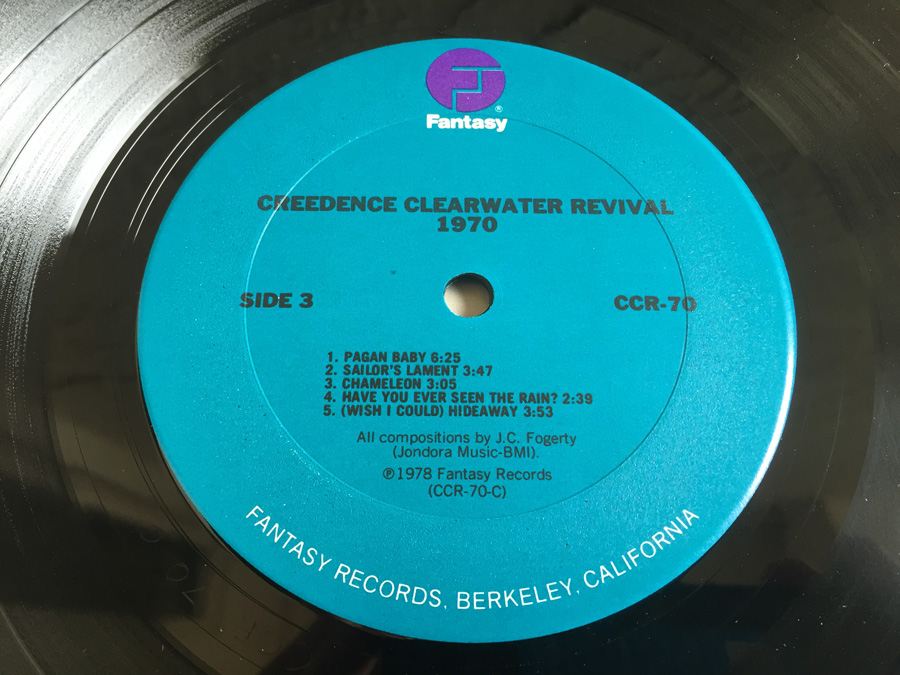 Fantasy®
CREEDENCE CLEARWATER REVIVAL
1970
SIDE 3
CCR-70
1. PAGAN BABY 6:25
2. SAILOR'S LAMENT 3:47
3. CHAMELEON 3:05
4. HAVE YOU EVER SEEN THE RAIN? 2:39
5. (WISH I COULD) HIDEAWAY 3:53
All compositions by J.C. Fogerty
(Jondora Music-BMI).
℗1978 Fantasy Records
(CCR-70-C)
FANTASY RECORDS, BERKELEY, CALIFORNIA